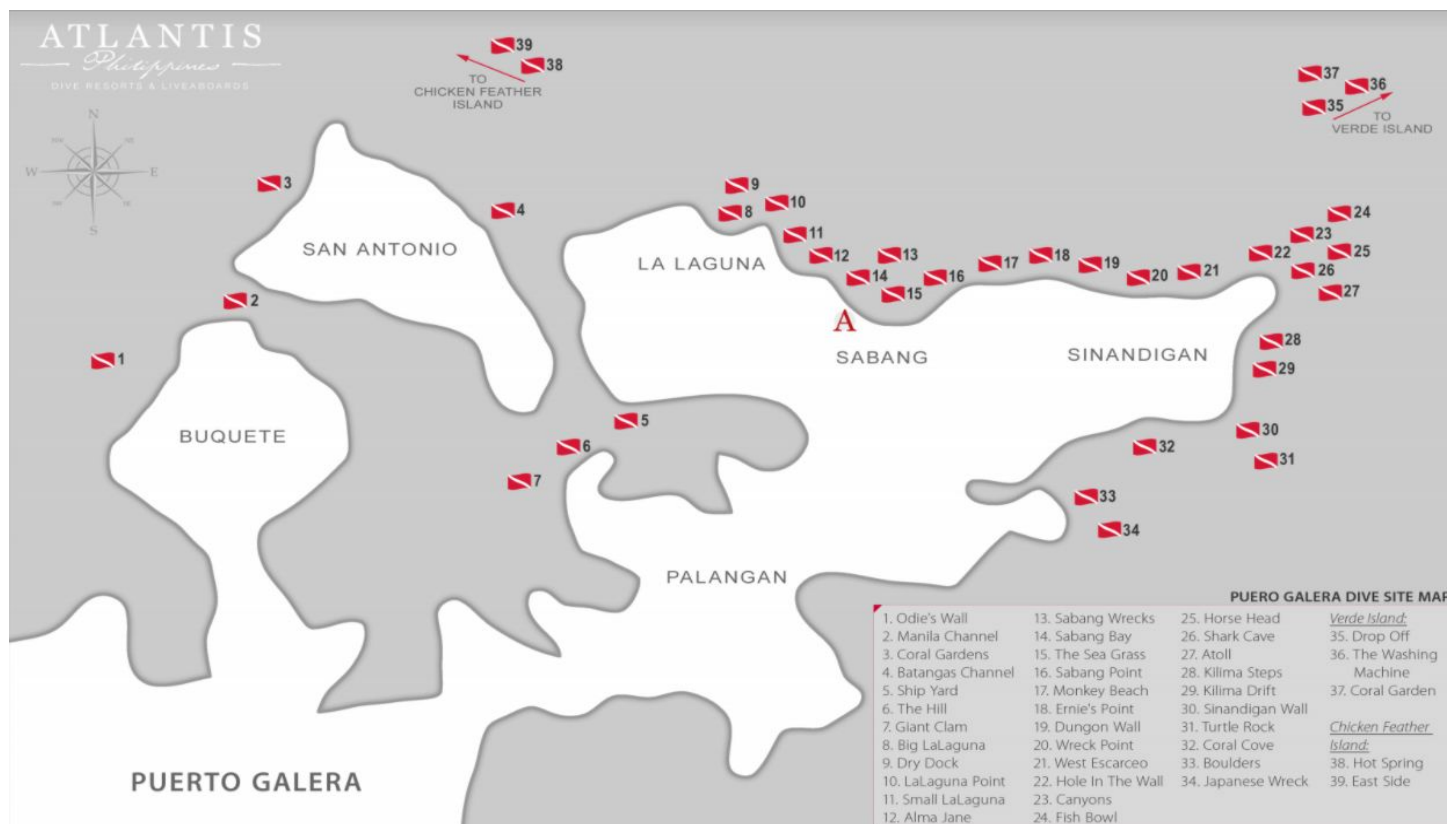 ATLANTIS
Philippines
DIVE RESORTS & LIVEABOARDS
39
38
TO
CHICKEN FEATHER
ISLAND
37
36
35
TO
VERDE ISLAND
N
NW
NE
W
E
SW
SE
S
3
4
9
8
10
11
12
13
14
15
16
17
18
19
20
21
22
23
24
25
26
27
SAN ANTONIO
LA LAGUNA
2
1
A
SABANG
SINANDIGAN
28
29
BUQUETE
5
6
7
30
31
32
33
34
PALANGAN
PUERTO GALERA
PUERO GALERA DIVE SITE MAP
1. Odie's Wall
2. Manila Channel
3. Coral Gardens
4. Batangas Channel
5. Ship Yard
6. The Hill
7. Giant Clam
8. Big LaLaguna
9. Dry Dock
10. LaLaguna Point
11. Small LaLaguna
12. Alma Jane
13. Sabang Wrecks
14. Sabang Bay
15. The Sea Grass
16. Sabang Point
17. Monkey Beach
18. Ernie's Point
19. Dungon Wall
20. Wreck Point
21. West Escarceo
22. Hole In The Wall
23. Canyons
24. Fish Bowl
25. Horse Head
26. Shark Cave
27. Atoll
28. Kilima Steps
29. Kilima Drift
30. Sinandigan Wall
31. Turtle Rock
32. Coral Cove
33. Boulders
34. Japanese Wreck
Verde Island:
35. Drop Off
36. The Washing
Machine
37. Coral Garden
Chicken Feather
Island:
38. Hot Spring
39. East Side